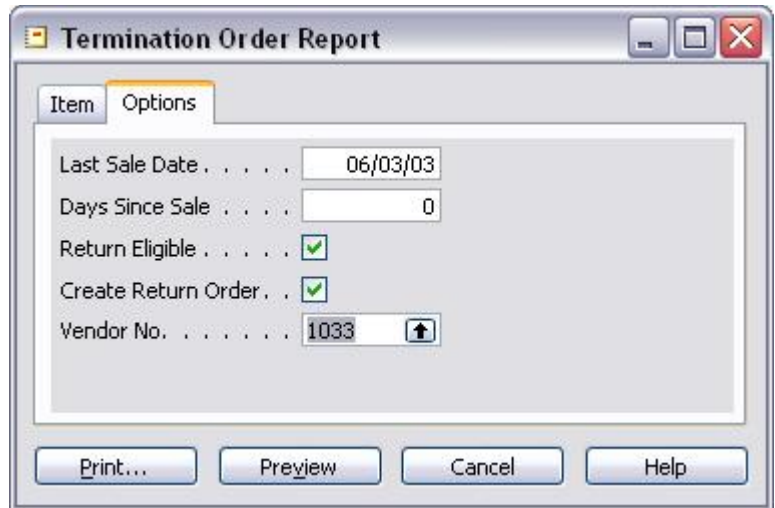 Termination Order Report
Item Options
Last Sale Date . . . . . 06/03/03
Days Since Sale . . . . 0
Return Eligible . . . . .
Create Return Order. . .
Vendor No. . . . . . . 1033
Print... Preview Cancel Help